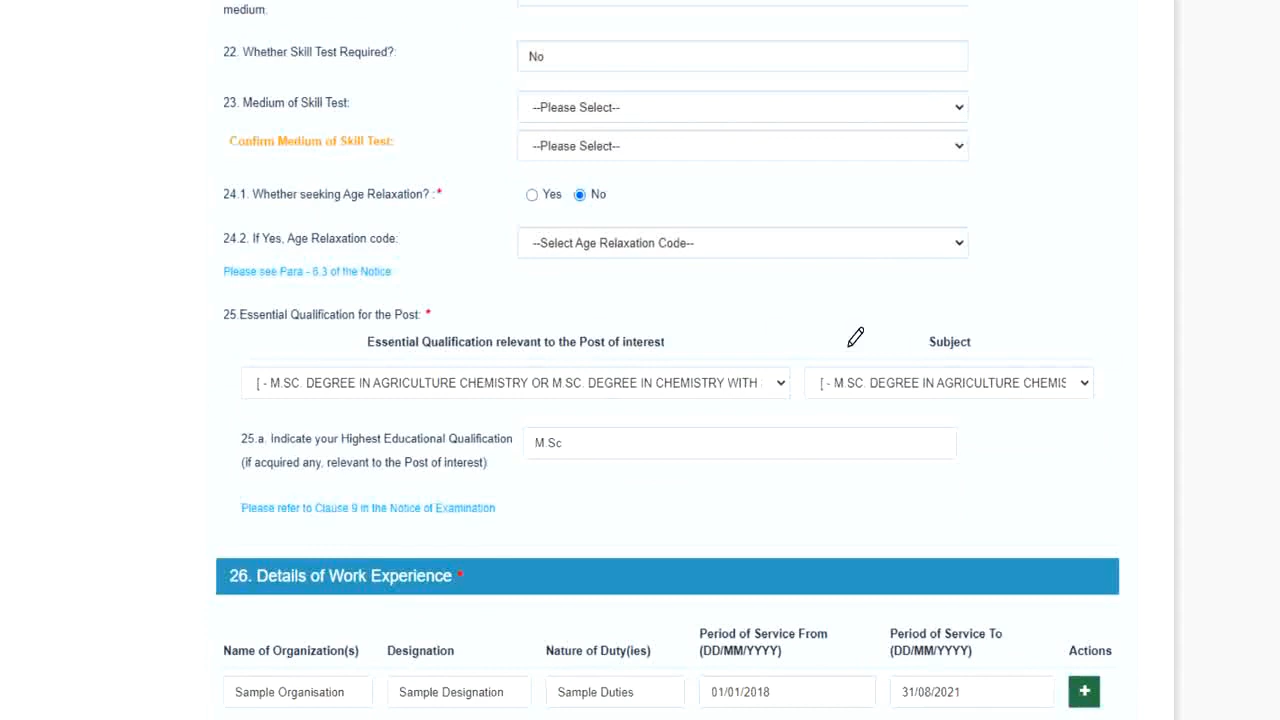 medium.
22. Whether Skill Test Required?:
No
23. Medium of Skill Test:
--Please Select--
Confirm Medium of Skill Test:
--Please Select--
24.1. Whether seeking Age Relaxation? :*
Yes No
24.2. If Yes, Age Relaxation code:
--Select Age Relaxation Code--
Please see Para - 6.3 of the Notice
25.Essential Qualification for the Post: *
Essential Qualification relevant to the Post of interest Subject
[ - M.SC. DEGREE IN AGRICULTURE CHEMISTRY OR M SC. DEGREE IN CHEMISTRY WITH [ - M SC. DEGREE IN AGRICULTURE CHEMIS
25.a. Indicate your Highest Educational Qualification
(if acquired any, relevant to the Post of interest)
M.Sc
Please refer to Clause 9 in the Notice of Examination
26. Details of Work Experience *
Name of Organization(s) Designation Nature of Duty(ies) Period of Service From (DD/MM/YYYY) Period of Service To (DD/MM/YYYY) Actions
Sample Organisation Sample Designation Sample Duties 01/01/2018 31/08/2021 +